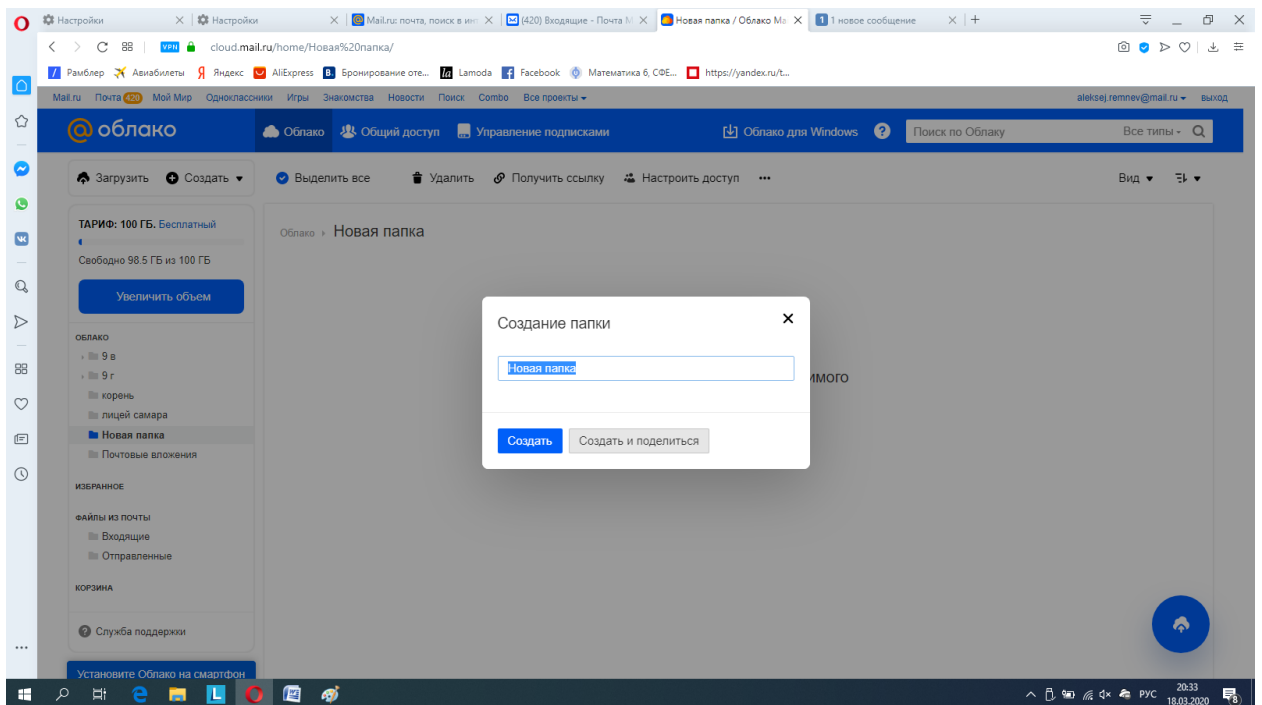 Настройки Настройки Mail.ru: почта, поиск в инт (420) Входящие - Почта М Новая папка / Облако Ma 1 новое сообщение
VPN cloud.mail.ru/home/Новая%20папка/
Рамблер Авиабилеты Яндекс AliExpress Бронирование оте... Lamoda Facebook Математика 6, СФЕ... https://yandex.ru/t...
Mail.ru Почта 420 Мой Мир Одноклассники Игры Знакомства Новости Поиск Combo Все проекты aleksej.remnev@mail.ru выход
облако Облако Общий доступ Управление подписками Облако для Windows ? Поиск по Облаку Все типы
Загрузить Создать Выделить все Удалить Получить ссылку Настроить доступ ... Вид
ТАРИФ: 100 ГБ. Бесплатный
Свободно 98.5 ГБ из 100 ГБ
Увеличить объем
ОБЛАКО
9 в
9 г
корень
лицей самара
Новая папка
Почтовые вложения
ИЗБРАННОЕ
ФАЙЛЫ ИЗ ПОЧТЫ
Входящие
Отправленные
КОРЗИНА
Служба поддержки
Установите Облако на смартфон
Облако Новая папка
Создание папки
Новая папка
имого
Создать Создать и поделиться
РУС 20:33
18.03.2020
8